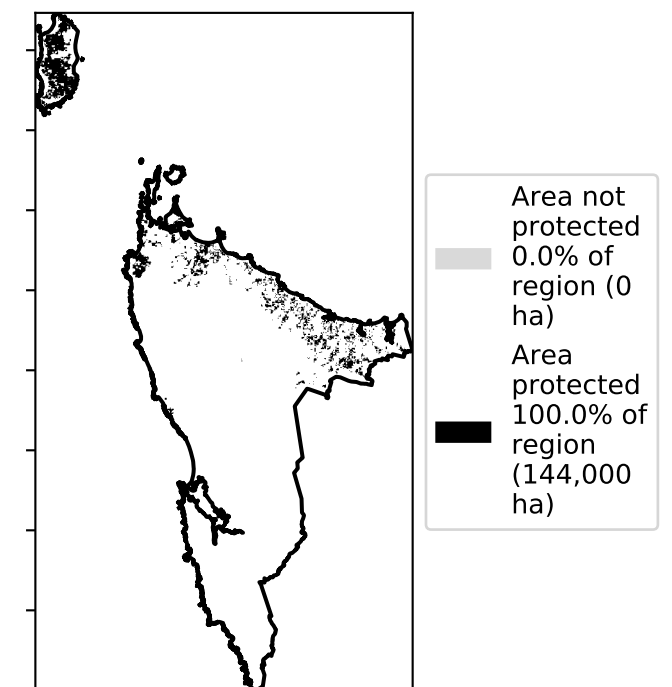 Area not
protected
0.0% of
region (0
ha)
Area
protected
100.0% of
region
(144,000
ha)